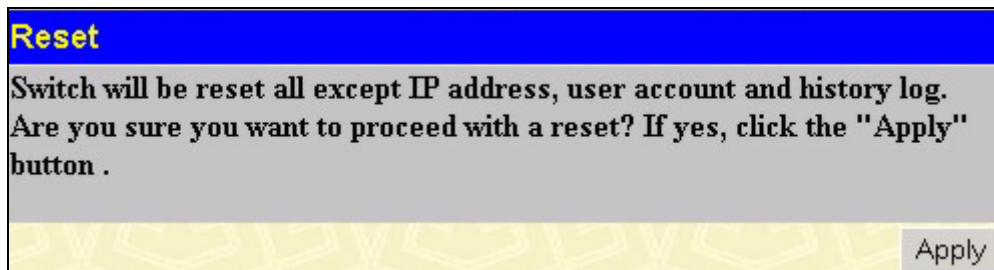 Reset
Switch will be reset all except IP address, user account and history log.
Are you sure you want to proceed with a reset? If yes, click the "Apply"
button .
Apply